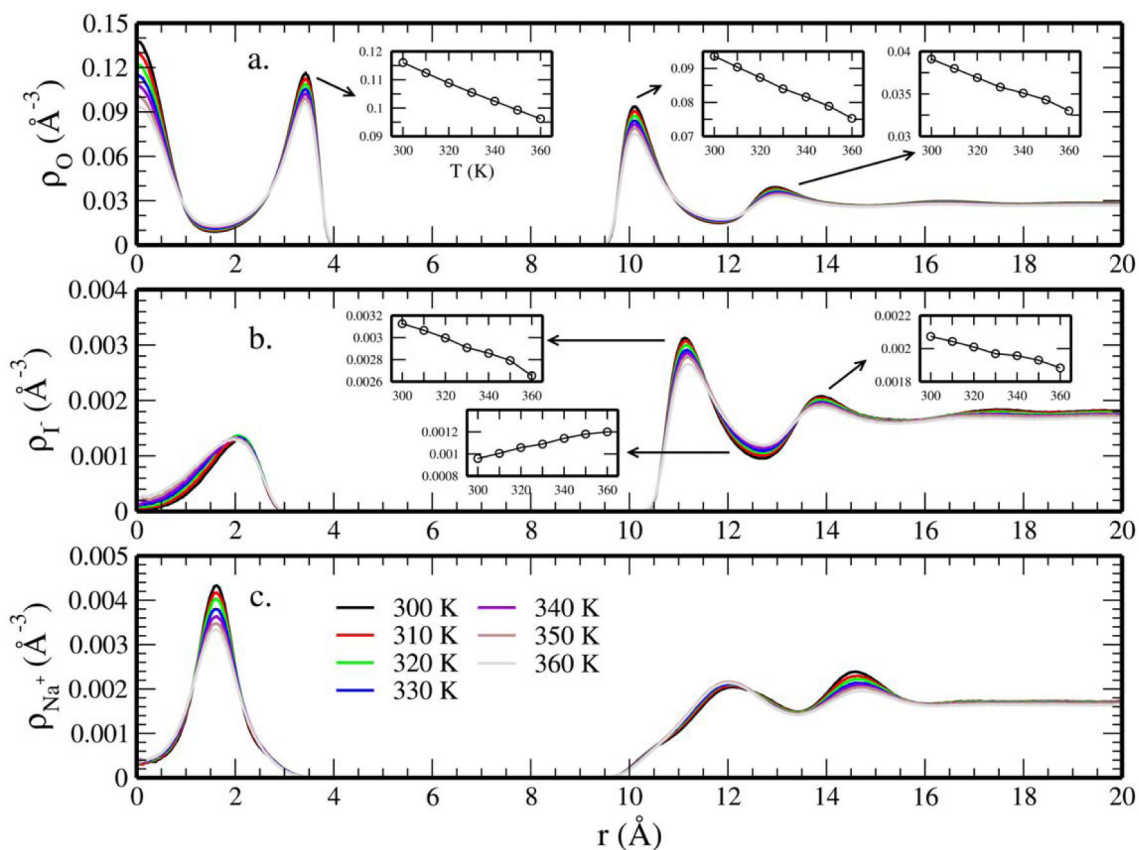 0.15
0.12
0.09
0.06
0.03
0
ρO (Å-3)
a.
0.12
0.11
0.1
0.09
300 320 340 360
T (K)
0.09
0.08
0.07
300 320 340 360
0.04
0.035
0.03
300 320 340 360
0 2 4 6 8 10 12 14 16 18 20
0.004
0.003
0.002
0.001
0
ρI- (Å-3)
b.
0.0032
0.003
0.0028
0.0026
300 320 340 360
0.0012
0.001
0.0008
300 320 340 360
0.0022
0.002
0.0018
300 320 340 360
0 2 4 6 8 10 12 14 16 18 20
0.005
0.004
0.003
0.002
0.001
0
ρNa+ (Å-3)
c.
300 K
310 K
320 K
330 K
340 K
350 K
360 K
0 2 4 6 8 10 12 14 16 18 20
r (Å)